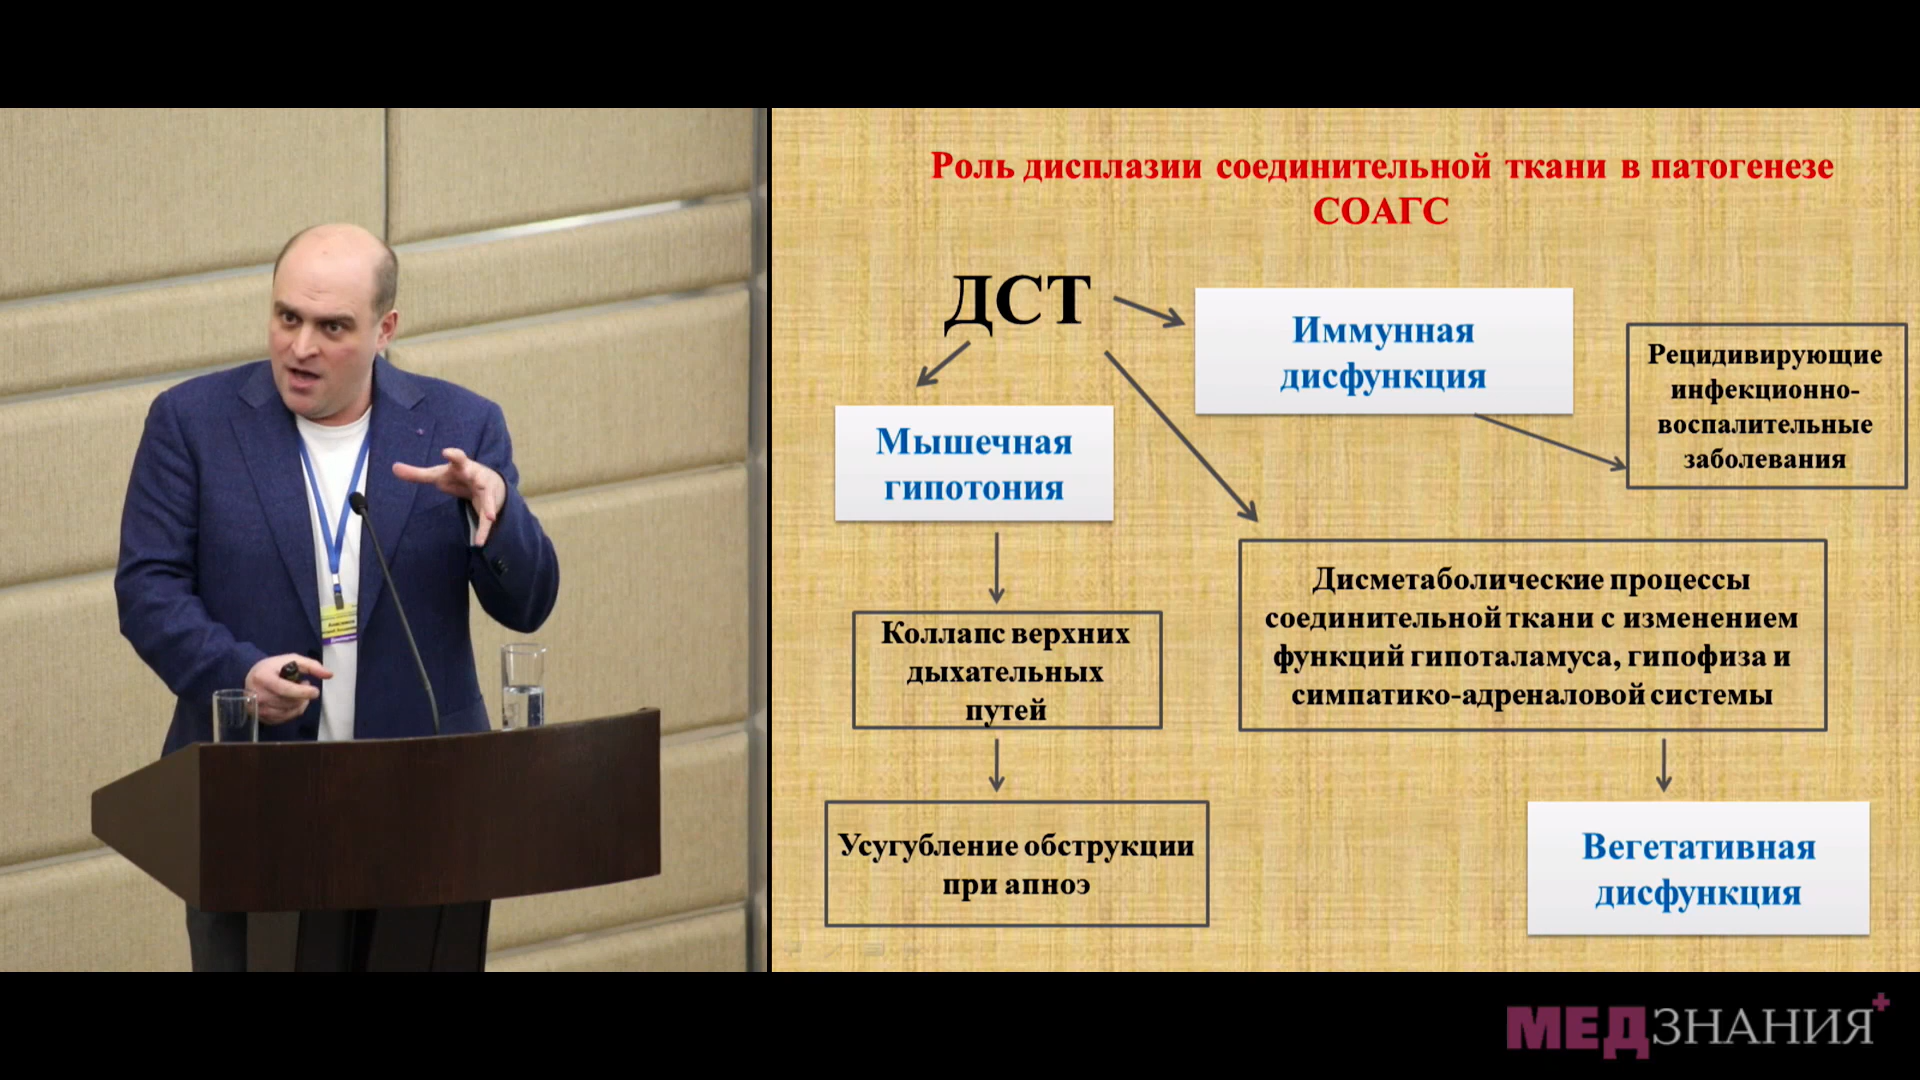 Роль дисплазии соединительной ткани в патогенезе
СОАГС
ДСТ
Иммунная
дисфункция
Рецидивирующие
инфекционно-
воспалительные
заболевания
Мышечная
гипотония
Коллапс верхних
дыхательных
путей
Усугубление обструкции
при апноэ
Дисметаболические процессы
соединительной ткани с изменением
функций гипоталамуса, гипофиза и
симпатико-адреналовой системы
Вегетативная
дисфункция
МЕДЗНАНИЯ+